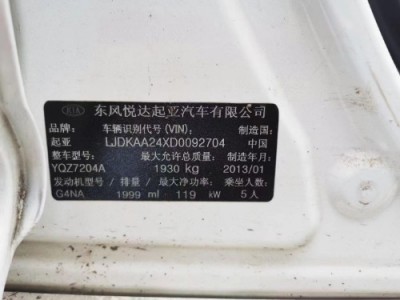 KIA 东风悦达起亚汽车有限公司
品牌: 车辆识别代号(VIN): 制造国:
起亚 LJDKAA24XD0092704 中国
整车型号: 最大允许总质量: 制造年月:
YQZ7204A 1930 kg 2013/01
发动机型号/排量/最大净功率: 乘坐人数:
G4NA 1999 ml 119 kW 5人